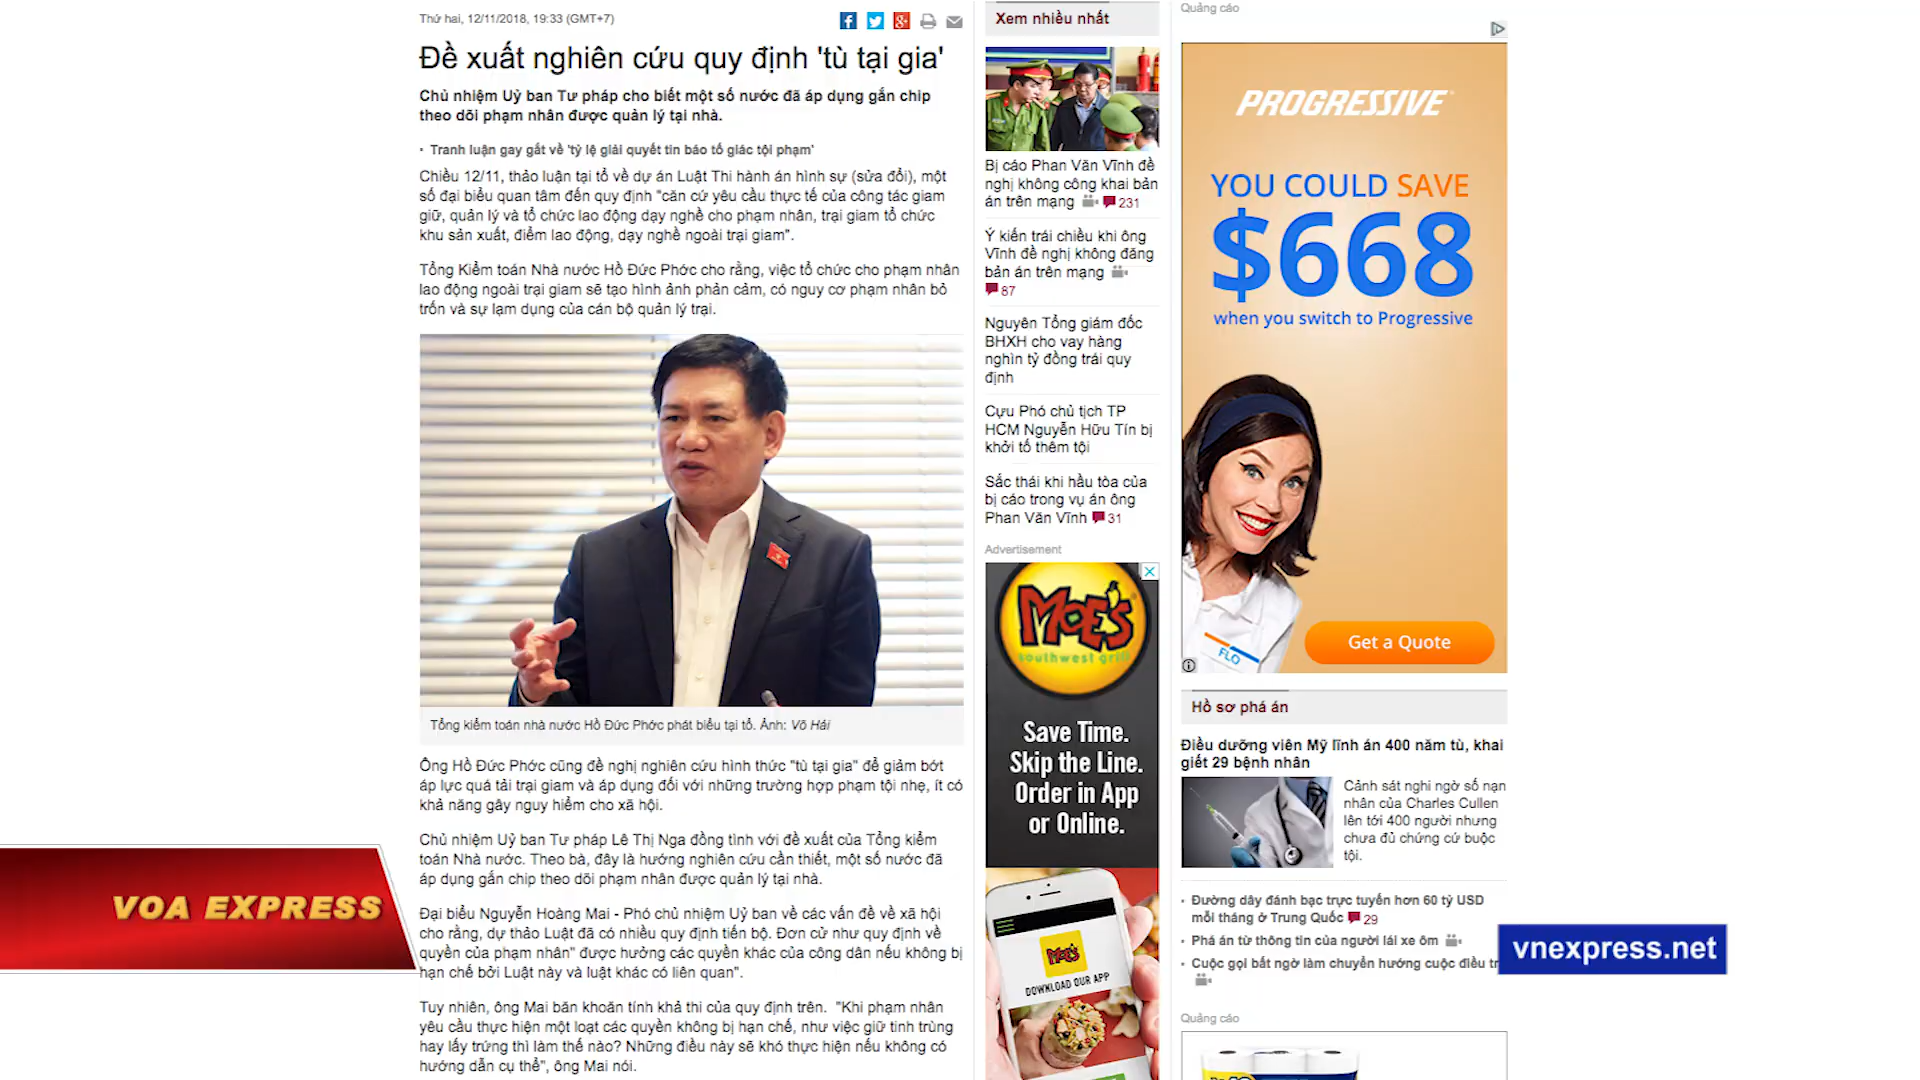 Thứ hai, 12/11/2018, 19:33 (GMT+7)
Đề xuất nghiên cứu quy định 'tù tại gia'
Chủ nhiệm Uỷ ban Tư pháp cho biết một số nước đã áp dụng gắn chip
theo dõi phạm nhân được quản lý tại nhà.
Tranh luận gay gắt về 'tỷ lệ giải quyết tin báo tố giác tội phạm'
Chiều 12/11, thảo luận tại tổ về dự án Luật Thi hành án hình sự (sửa đổi), một
số đại biểu quan tâm đến quy định "căn cứ yêu cầu thực tế của công tác giam
giữ, quản lý và tổ chức lao động dạy nghề cho phạm nhân, trại giam tổ chức
khu sản xuất, điểm lao động, dạy nghề ngoài trại giam".
Tổng Kiểm toán Nhà nước Hồ Đức Phớc cho rằng, việc tổ chức cho phạm nhân
lao động ngoài trại giam sẽ tạo hình ảnh phản cảm, có nguy cơ phạm nhân bỏ
trốn và sự lạm dụng của cán bộ quản lý trại.
Tổng kiểm toán nhà nước Hồ Đức Phớc phát biểu tại tổ. Ảnh: Võ Hải
Ông Hồ Đức Phớc cũng đề nghị nghiên cứu hình thức "tù tại gia" để giảm bớt
áp lực quá tải trại giam và áp dụng đối với những trường hợp phạm tội nhẹ, ít có
khả năng gây nguy hiểm cho xã hội.
Chủ nhiệm Uỷ ban Tư pháp Lê Thị Nga đồng tình với đề xuất của Tổng kiểm
toán Nhà nước. Theo bà, đây là hướng nghiên cứu cần thiết, một số nước đã
áp dụng gắn chip theo dõi phạm nhân được quản lý tại nhà.
Đại biểu Nguyễn Hoàng Mai - Phó chủ nhiệm Uỷ ban về các vấn đề về xã hội
cho rằng, dự thảo Luật đã có nhiều quy định tiến bộ. Đơn cử như quy định về
quyền của phạm nhân" được hưởng các quyền khác của công dân nếu không bị
hạn chế bởi Luật này và luật khác có liên quan".
Tuy nhiên, ông Mai băn khoăn tính khả thi của quy định trên. "Khi phạm nhân
yêu cầu thực hiện một loạt các quyền không bị hạn chế, như việc giữ tinh trùng
hay lấy trứng thì làm thế nào? Những điều này sẽ khó thực hiện nếu không có
hướng dẫn cụ thể", ông Mai nói.
VOA EXPRESS
Xem nhiều nhất
Bị cáo Phan Văn Vĩnh đề
nghị không công khai bản
án trên mạng 231
Ý kiến trái chiều khi ông
Vĩnh đề nghị không đăng
bản án trên mạng
87
Nguyên Tổng giám đốc
BHXH cho vay hàng
nghìn tỷ đồng trái quy
định
Cựu Phó chủ tịch TP
HCM Nguyễn Hữu Tín bị
khởi tố thêm tội
Sắc thái khi hầu tòa của
bị cáo trong vụ án ông
Phan Văn Vĩnh 31
Advertisement
MOE'S
southwest grill
Save Time.
Skip the Line.
Order in App
or Online.
MOE'S
DOWNLOAD OUR APP
Quảng cáo
PROGRESSIVE
YOU COULD SAVE
$668
when you switch to Progressive
FLO
Get a Quote
Hồ sơ phá án
Điều dưỡng viên Mỹ lĩnh án 400 năm tù, khai
giết 29 bệnh nhân
Cảnh sát nghi ngờ số nạn
nhân của Charles Cullen
lên tới 400 người nhưng
chưa đủ chứng cứ buộc
tội.
Đường dây đánh bạc trực tuyến hơn 60 tỷ USD
mỗi tháng ở Trung Quốc 29
Phá án từ thông tin của người lái xe ôm
Cuộc gọi bất ngờ làm chuyển hướng cuộc điều
vnexpress.net
Quảng cáo